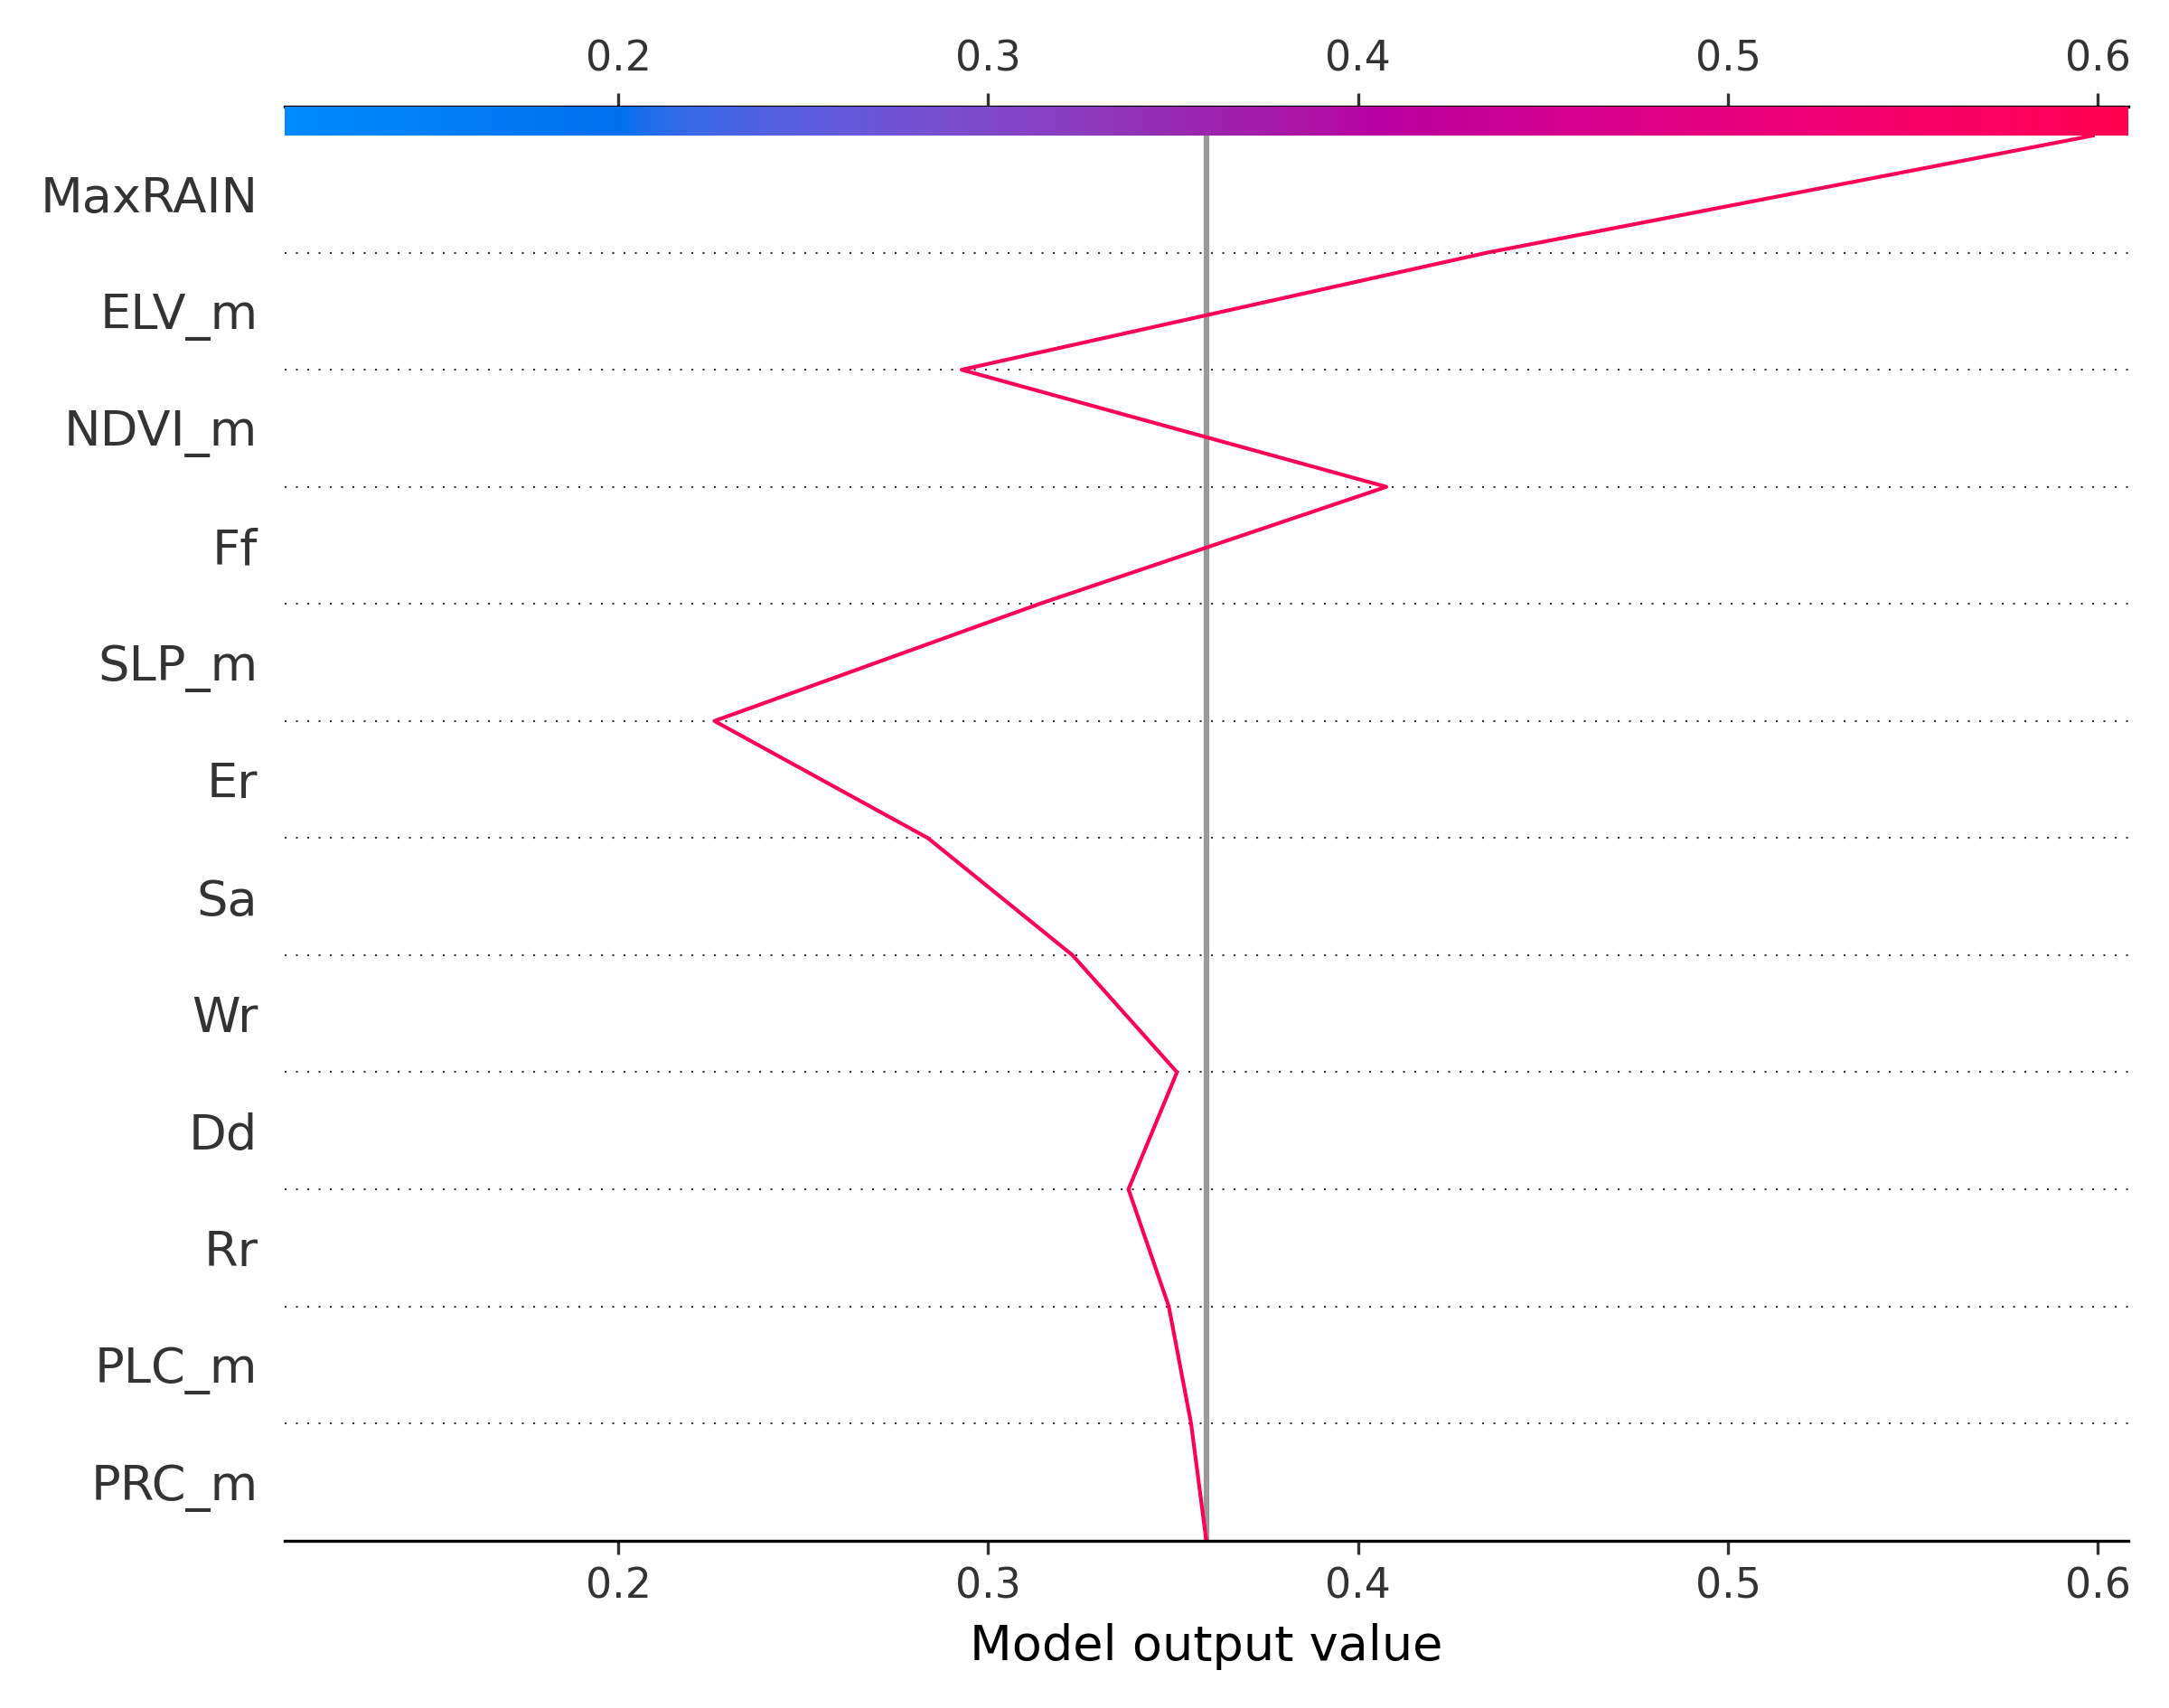 0.2 0.3 0.4 0.5 0.6
MaxRAIN
ELV_m
NDVI_m
Ff
SLP_m
Er
Sa
Wr
Dd
Rr
PLC_m
PRC_m
0.2 0.3 0.4 0.5 0.6
Model output value